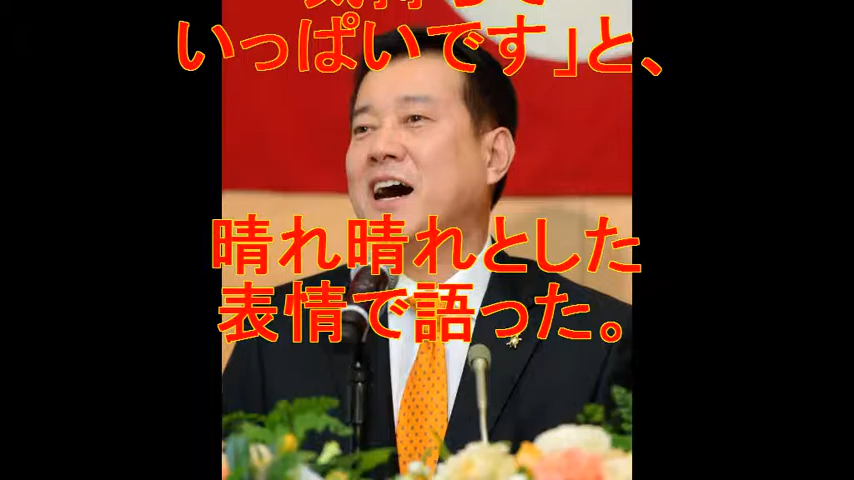 いっぱいです」と、
晴れ晴れとした
表情で語った。